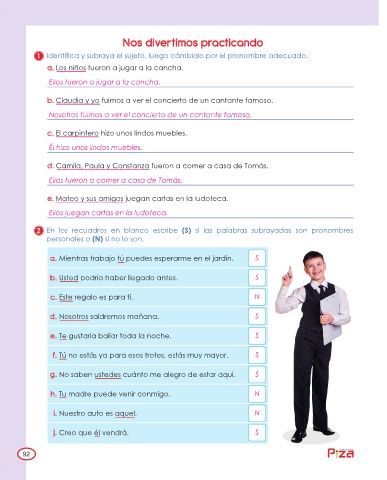 Nos divertimos practicando
1 Identifica y subraya el sujeto, luego cámbialo por el pronombre adecuado.
a. Los niños fueron a jugar a la cancha.
Ellos fueron a jugar a la cancha.
b. Claudia y yo fuimos a ver el concierto de un cantante famoso.
Nosotros fuimos a ver el concierto de un cantante famoso.
c. El carpintero hizo unos lindos muebles.
Él hizo unos lindos muebles.
d. Camila, Paula y Constanza fueron a comer a casa de Tomás.
Ellas fueron a comer a casa de Tomás.
e. Mateo y sus amigos juegan cartas en la ludoteca.
Ellos juegan cartas en la ludoteca.
2 En los recuadros en blanco escribe (S) si las palabras subrayadas son pronombres
personales o (N) si no lo son.
a. Mientras trabajo tú puedes esperarme en el jardín. S
b. Usted podría haber llegado antes. S
c. Este regalo es para ti. N
d. Nosotros saldremos mañana. S
e. Te gustaría bailar toda la noche. S
f. Tú no estás ya para esos trotes, estás muy mayor. S
g. No saben ustedes cuánto me alegro de estar aquí. S
h. Tu madre puede venir conmigo. N
i. Nuestro auto es aquel. N
j. Creo que él vendrá. S
92